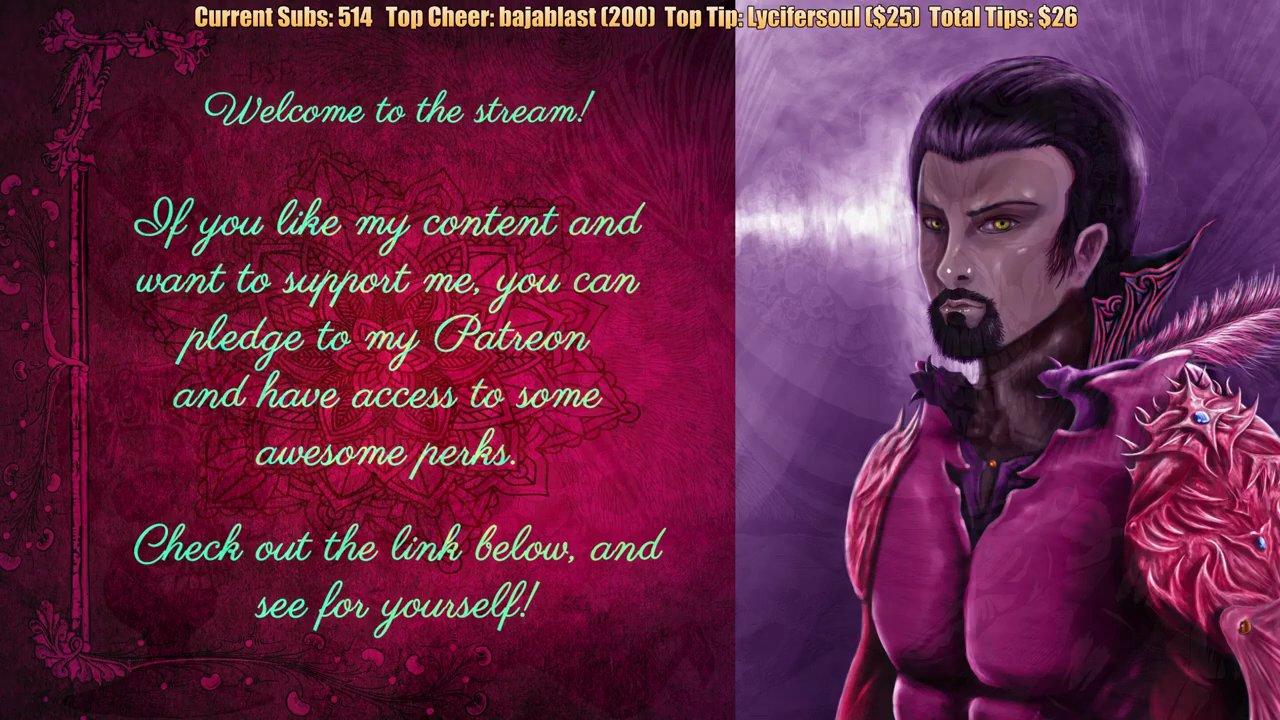 Current Subs: 514 Top Cheer: bajablast (200) Top Tip: Lycifersoul ($25) Total Tips: $26
Welcome to the stream!
If you like my content and
want to support me, you can
pledge to my Patreon
and have access to some
awesome perks.
Check out the link below, and
see for yourself!